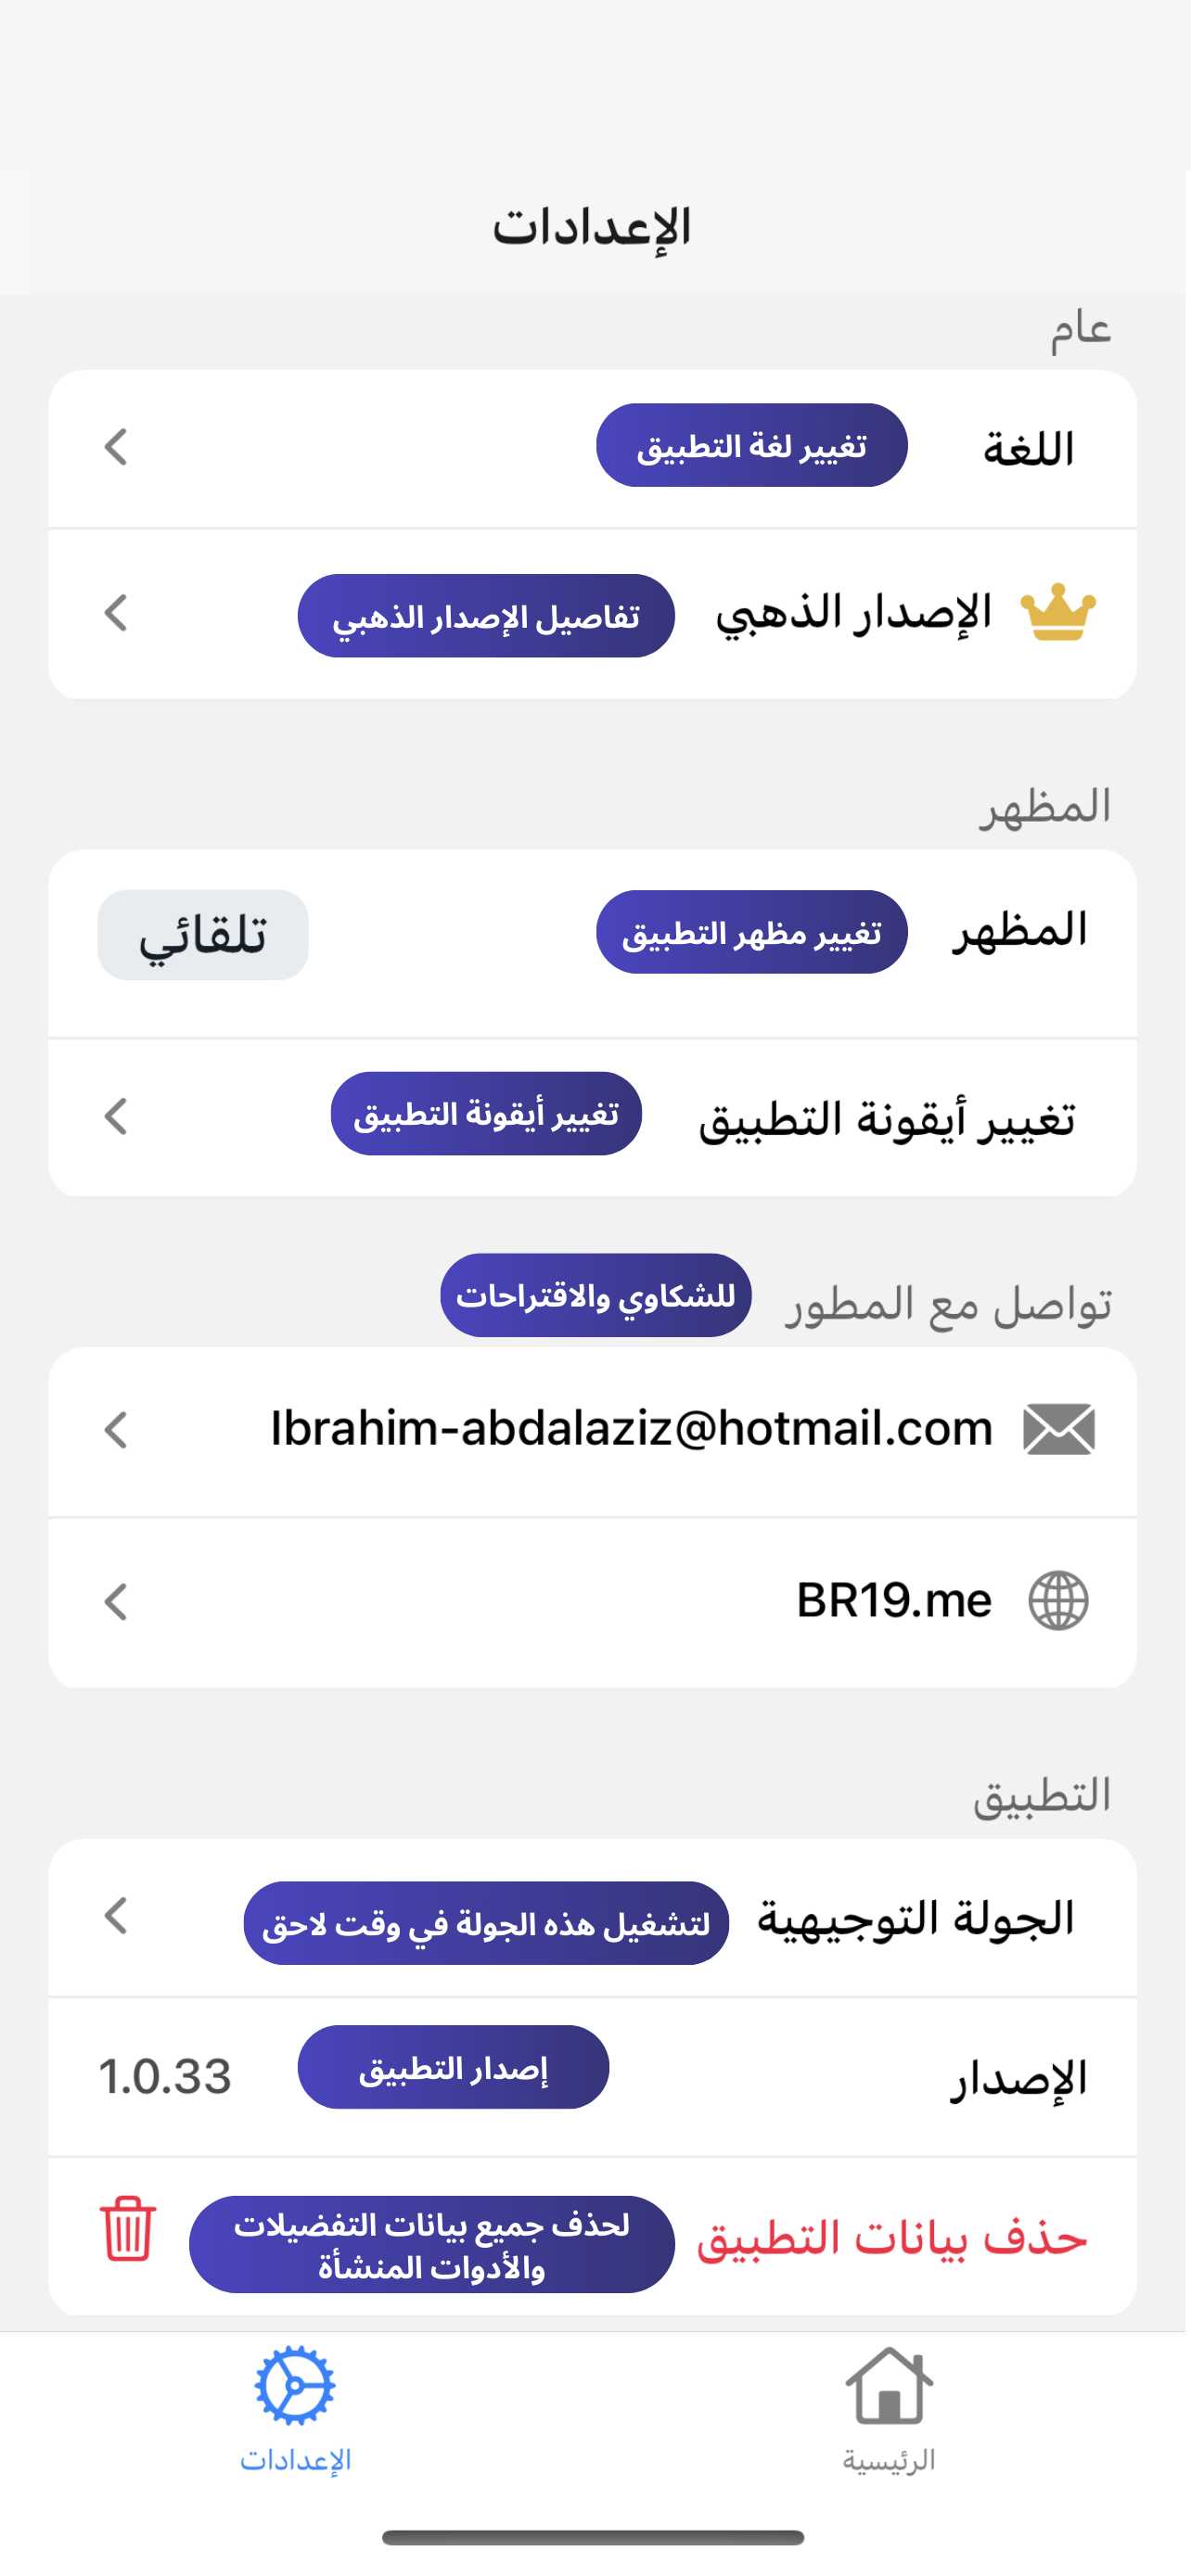 الإعدادات
عام
اللغة تغيير لغة التطبيق
الإصدار الذهبي تفاصيل الإصدار الذهبي
المظهر
المظهر تغيير مظهر التطبيق تلقائي
تغيير أيقونة التطبيق تغيير أيقونة التطبيق
تواصل مع المطور للشكاوي والاقتراحات
Ibrahim-abdalaziz@hotmail.com
BR19.me
التطبيق
الجولة التوجيهية لتشغيل هذه الجولة في وقت لاحق
الإصدار إصدار التطبيق 1.0.33
حذف بيانات التطبيق لحذف جميع بيانات التفضيلات
والأدوات المنشأة
الرئيسية الإعدادات